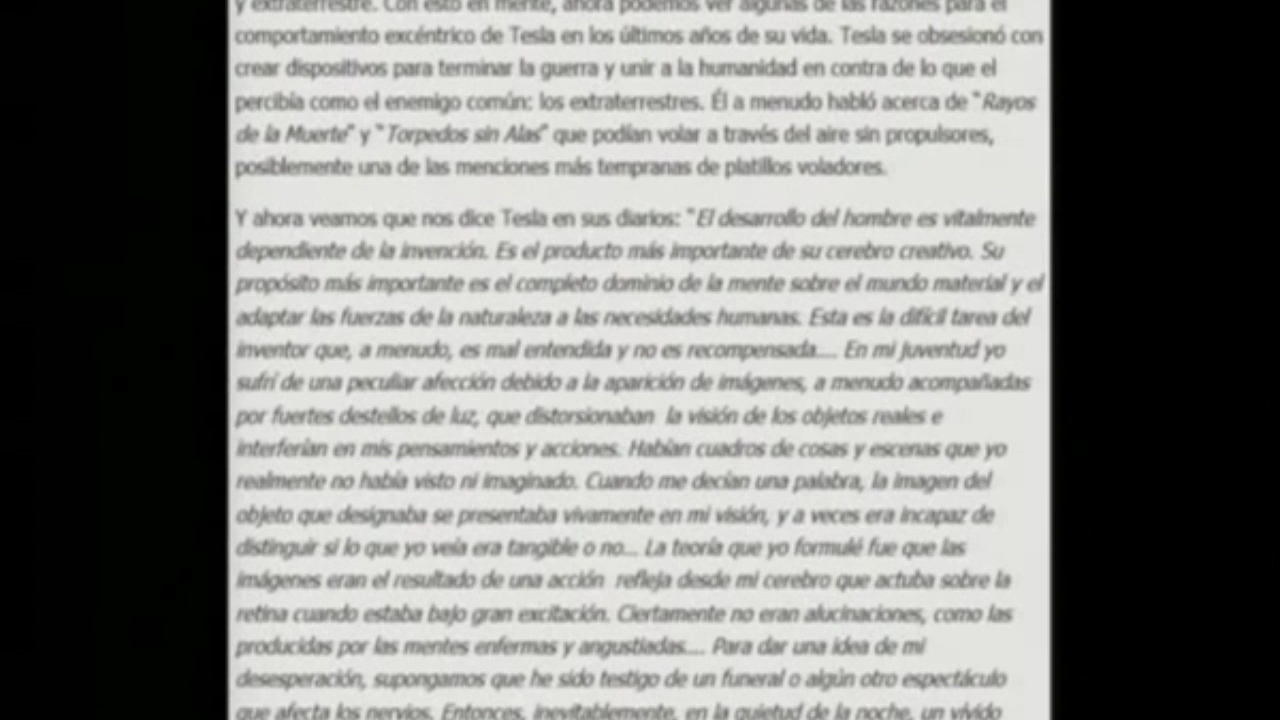 y extraterrestre. Con esto en mente, ahora podemos ver algunas de las razones para el
comportamiento excéntrico de Tesla en los últimos años de su vida. Tesla se obsesionó con
crear dispositivos para terminar la guerra y unir a la humanidad en contra de lo que el
percibía como el enemigo común: los extraterrestres. Él a menudo habló acerca de "Rayos
de la Muerte" y "Torpedos sin Alas" que podían volar a través del aire sin propulsores,
posiblemente una de las menciones más tempranas de platillos voladores.
Y ahora veamos que nos dice Tesla en sus diarios: "El desarrollo del hombre es vitalmente
dependiente de la invención. Es el producto más importante de su cerebro creativo. Su
propósito más importante es el completo dominio de la mente sobre el mundo material y el
adaptar las fuerzas de la naturaleza a las necesidades humanas. Esta es la difícil tarea del
inventor que, a menudo, es mal entendida y no es recompensada.... En mi juventud yo
sufrí de una peculiar afección debido a la aparición de imágenes, a menudo acompañadas
por fuertes destellos de luz, que distorsionaban la visión de los objetos reales e
interferían en mis pensamientos y acciones. Habían cuadros de cosas y escenas que yo
realmente no había visto ni imaginado. Cuando me decían una palabra, la imagen del
objeto que designaba se presentaba vivamente en mi visión, y a veces era incapaz de
distinguir si lo que yo veía era tangible o no... La teoría que yo formulé fue que las
imágenes eran el resultado de una acción refleja desde mi cerebro que actuba sobre la
retina cuando estaba bajo gran excitación. Ciertamente no eran alucinaciones, como las
producidas por las mentes enfermas y angustiadas.... Para dar una idea de mi
desesperación, supongamos que he sido testigo de un funeral o algún otro espectáculo
que afecta los nervios. Entonces, inevitablemente, en la quietud de la noche, un vívido